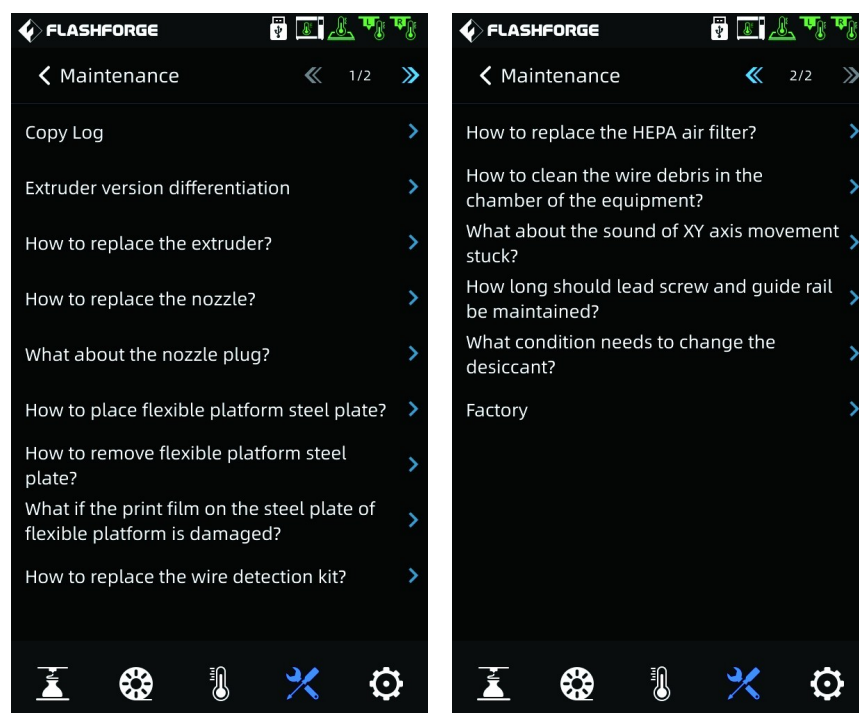 FLASHFORGE
L
R
Maintenance
1/2
Copy Log
Extruder version differentiation
How to replace the extruder?
How to replace the nozzle?
What about the nozzle plug?
How to place flexible platform steel plate?
How to remove flexible platform steel
plate?
What if the print film on the steel plate of
flexible platform is damaged?
How to replace the wire detection kit?
FLASHFORGE
L
R
Maintenance
2/2
How to replace the HEPA air filter?
How to clean the wire debris in the
chamber of the equipment?
What about the sound of XY axis movement
stuck?
How long should lead screw and guide rail
be maintained?
What condition needs to change the
desiccant?
Factory